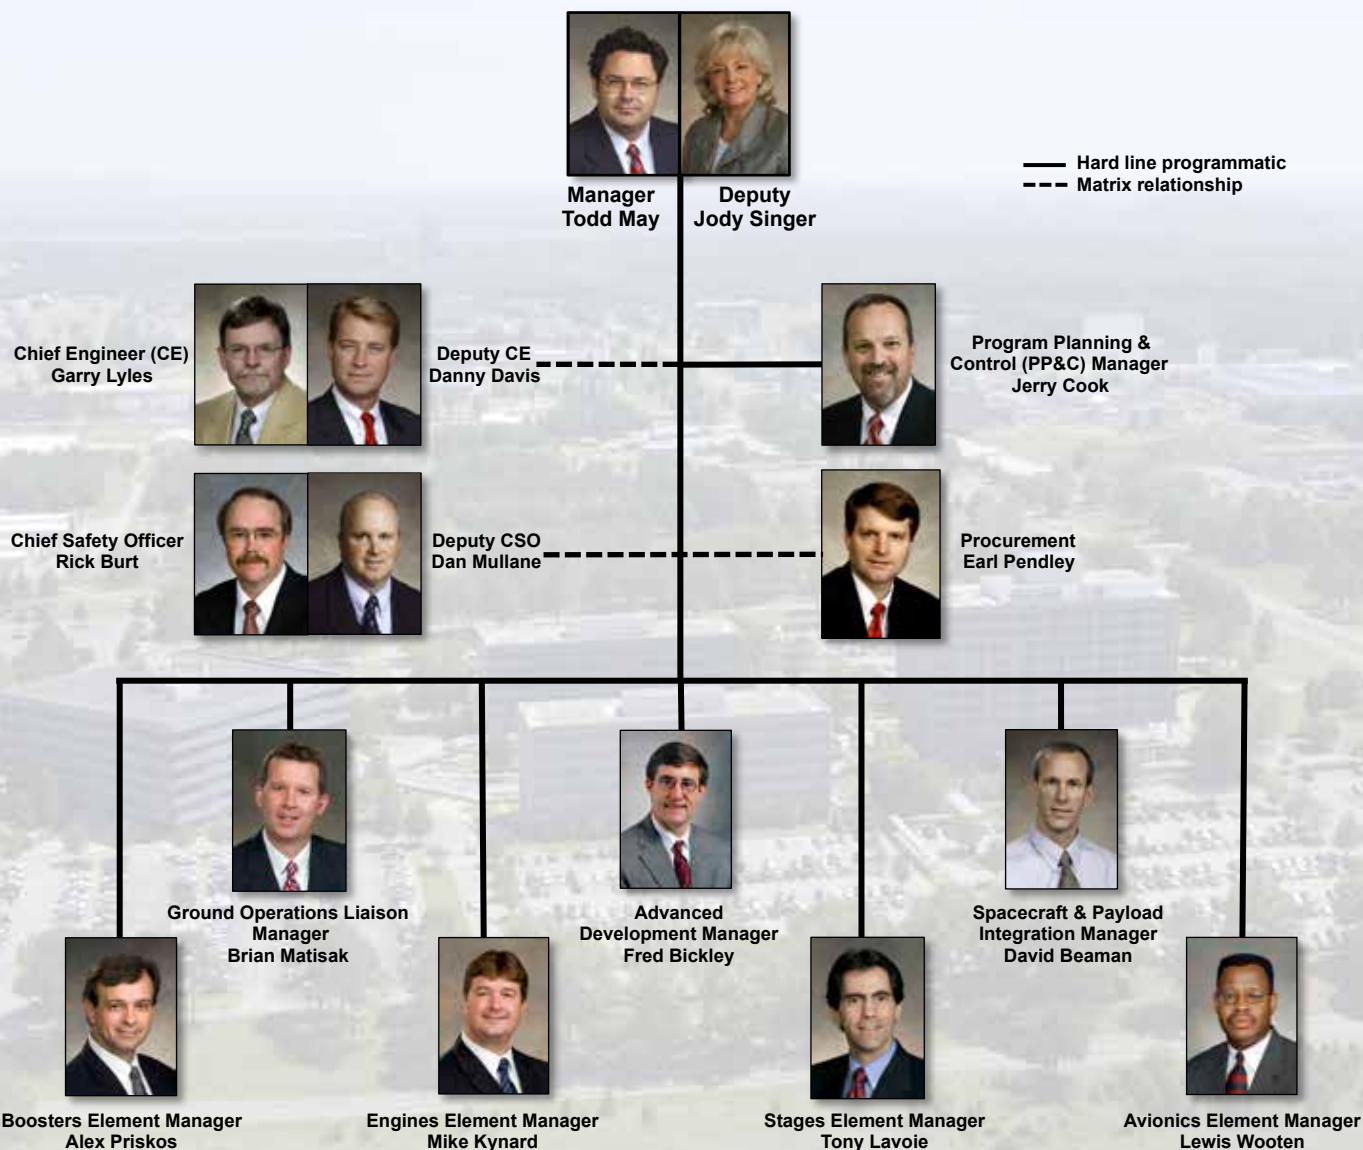 Manager
Todd May
Deputy
Jody Singer
Hard line programmatic
Matrix relationship
Chief Engineer (CE)
Garry Lyles
Deputy CE
Danny Davis
Program Planning &
Control (PP&C) Manager
Jerry Cook
Chief Safety Officer
Rick Burt
Deputy CSO
Dan Mullane
Procurement
Earl Pendley
Ground Operations Liaison
Manager
Brian Matisak
Advanced
Development Manager
Fred Bickley
Spacecraft & Payload
Integration Manager
David Beaman
Boosters Element Manager
Alex Priskos
Engines Element Manager
Mike Kynard
Stages Element Manager
Tony Lavoie
Avionics Element Manager
Lewis Wooten